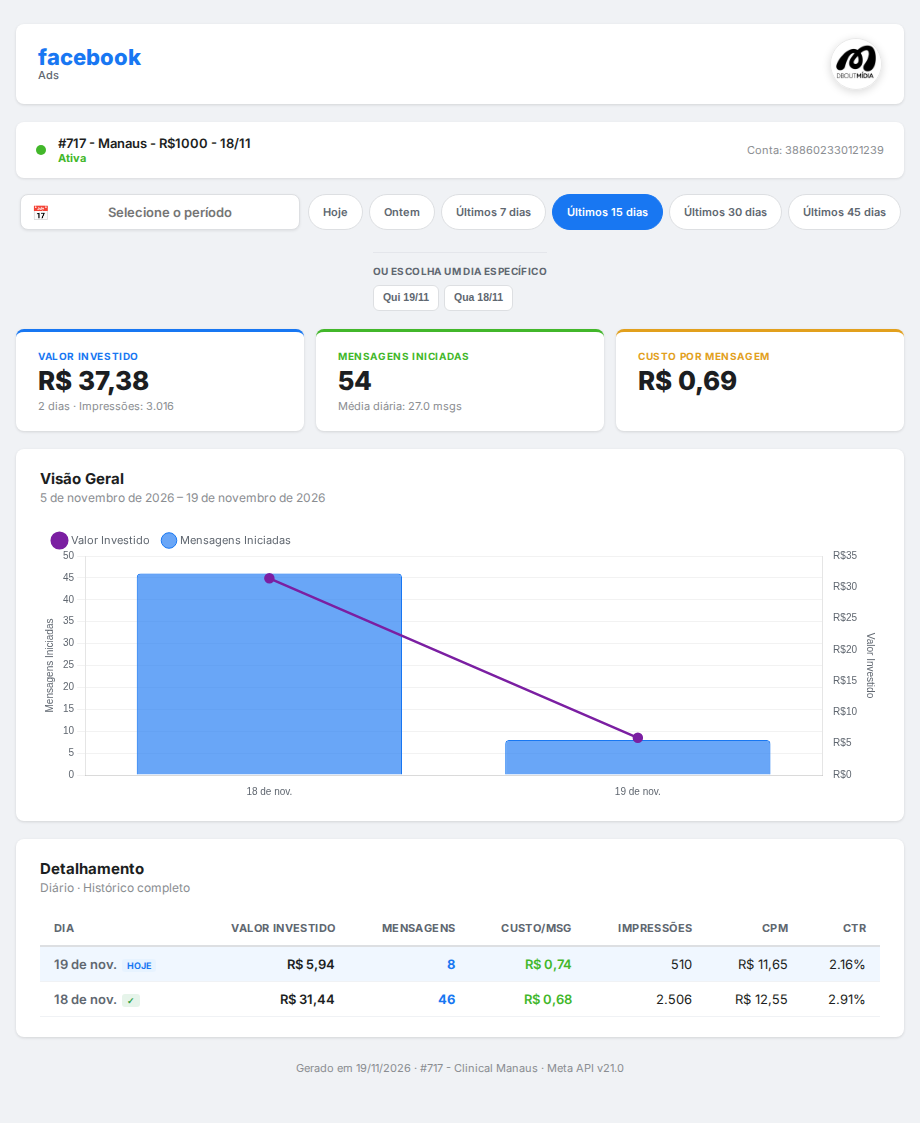 facebook
Ads
DBOUTMÍDIA
#717 - Manaus - R$1000 - 18/11
Ativa
Conta: 388602330121239
📅 Selecione o período
Hoje
Ontem
Últimos 7 dias
Últimos 15 dias
Últimos 30 dias
Últimos 45 dias
OU ESCOLHA UM DIA ESPECÍFICO
Qui 19/11
Qua 18/11
VALOR INVESTIDO
R$ 37,38
2 dias · Impressões: 3.016
MENSAGENS INICIADAS
54
Média diária: 27.0 msgs
CUSTO POR MENSAGEM
R$ 0,69
Visão Geral
5 de novembro de 2026 – 19 de novembro de 2026
Valor Investido
Mensagens Iniciadas
Mensagens Iniciadas
50
45
40
35
30
25
20
15
10
5
0
R$35
R$30
R$25
R$20
R$15
R$10
R$5
R$0
Valor Investido
18 de nov.
19 de nov.
Detalhamento
Diário · Histórico completo
DIA VALOR INVESTIDO MENSAGENS CUSTO/MSG IMPRESSÕES CPM CTR
19 de nov. HOJE R$ 5,94 8 R$ 0,74 510 R$ 11,65 2.16%
18 de nov. ✓ R$ 31,44 46 R$ 0,68 2.506 R$ 12,55 2.91%
Gerado em 19/11/2026 · #717 - Clinical Manaus · Meta API v21.0